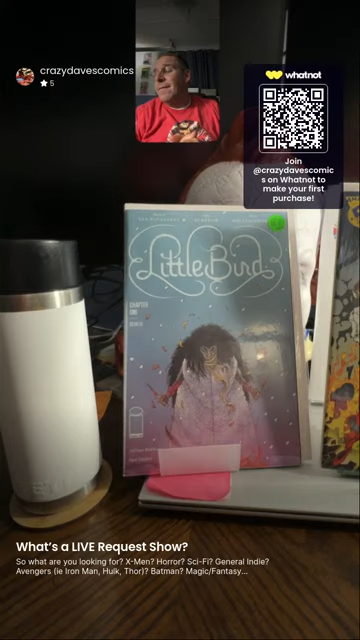 crazydavescomics
★ 5
whatnot
Join
@crazydavescomic
s on Whatnot to
make your first
purchase!
Little Bird
CHAPTER
ONE
What's a LIVE Request Show?
So what are you looking for? X-Men? Horror? Sci-Fi? General Indie?
Avengers (ie Iron Man, Hulk, Thor)? Batman? Magic/Fantasy...